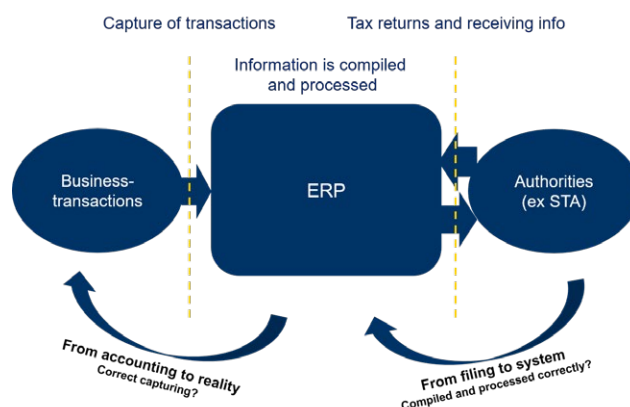 Capture of transactions
Tax returns and receiving info
Information is compiled
and processed
Business-
transactions
ERP
Authorities
(ex STA)
From accounting to reality
Correct capturing?
From filing to system
Compiled and processed correctly?